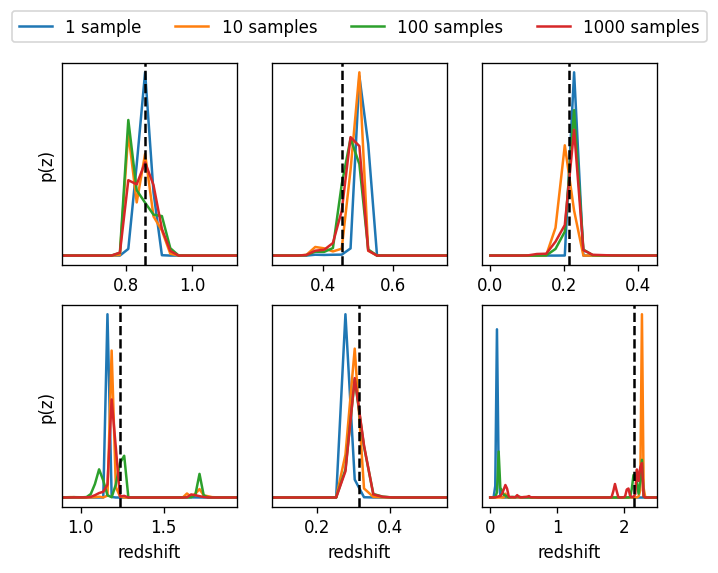 1 sample 10 samples 100 samples 1000 samples
p(z)
0.8 1.0 0.4 0.6 0.0 0.2 0.4
p(z)
1.0 1.5 0.2 0.4 0 1 2
redshift redshift redshift